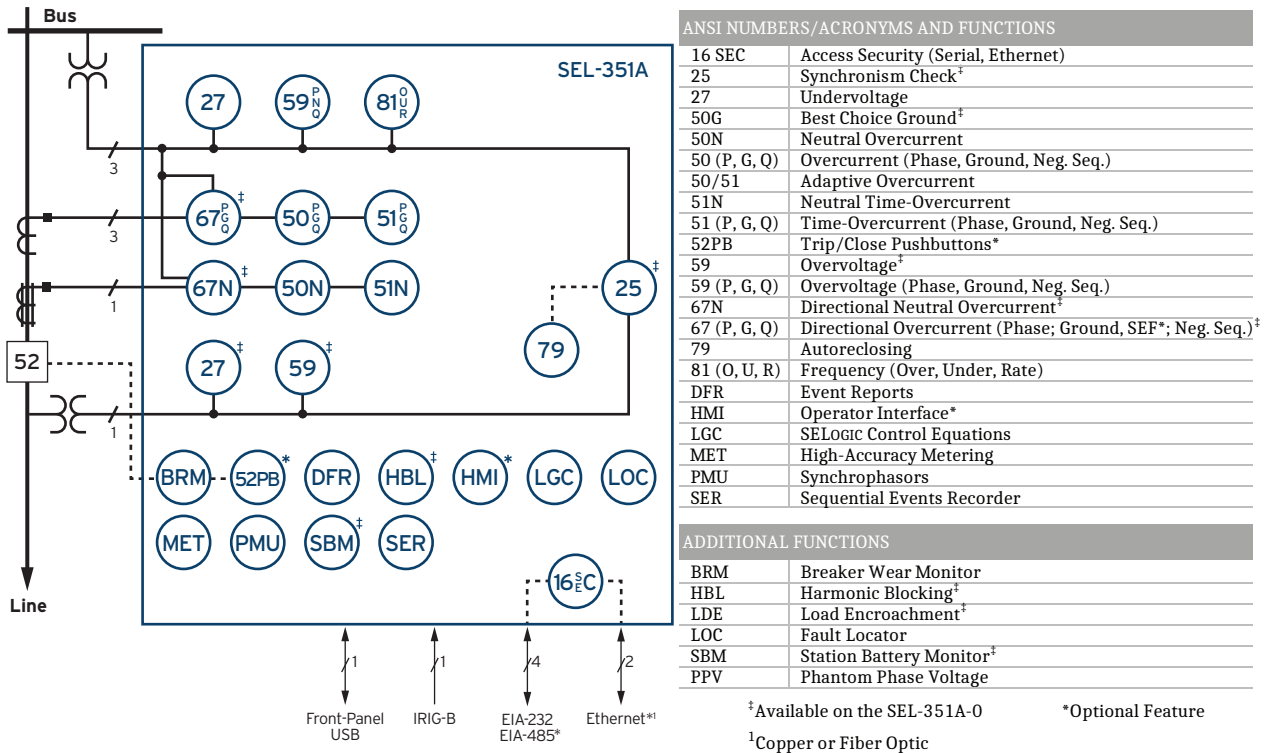 Bus
SEL-351A
27
59 P N Q
81 O U R
3
67 P G Q ‡
50 P G Q
51 P G Q
3
67N ‡
50N
51N
25 ‡
1
79
52
27 ‡
59 ‡
1
BRM
52PB *
DFR
HBL ‡
HMI *
LGC
LOC
MET
PMU
SBM ‡
SER
16 S E C
Line
1
1
4
2
Front-Panel
USB
IRIG-B
EIA-232
EIA-485*
Ethernet*¹
ANSI NUMBERS/ACRONYMS AND FUNCTIONS
16 SEC Access Security (Serial, Ethernet)
25 Synchronism Check‡
27 Undervoltage
50G Best Choice Ground‡
50N Neutral Overcurrent
50 (P, G, Q) Overcurrent (Phase, Ground, Neg. Seq.)
50/51 Adaptive Overcurrent
51N Neutral Time-Overcurrent
51 (P, G, Q) Time-Overcurrent (Phase, Ground, Neg. Seq.)
52PB Trip/Close Pushbuttons*
59 Overvoltage‡
59 (P, G, Q) Overvoltage (Phase, Ground, Neg. Seq.)
67N Directional Neutral Overcurrent‡
67 (P, G, Q) Directional Overcurrent (Phase; Ground, SEF*; Neg. Seq.)‡
79 Autoreclosing
81 (O, U, R) Frequency (Over, Under, Rate)
DFR Event Reports
HMI Operator Interface*
LGC SELOGIC Control Equations
MET High-Accuracy Metering
PMU Synchrophasors
SER Sequential Events Recorder
ADDITIONAL FUNCTIONS
BRM Breaker Wear Monitor
HBL Harmonic Blocking‡
LDE Load Encroachment‡
LOC Fault Locator
SBM Station Battery Monitor‡
PPV Phantom Phase Voltage
‡Available on the SEL-351A-0 *Optional Feature
¹Copper or Fiber Optic